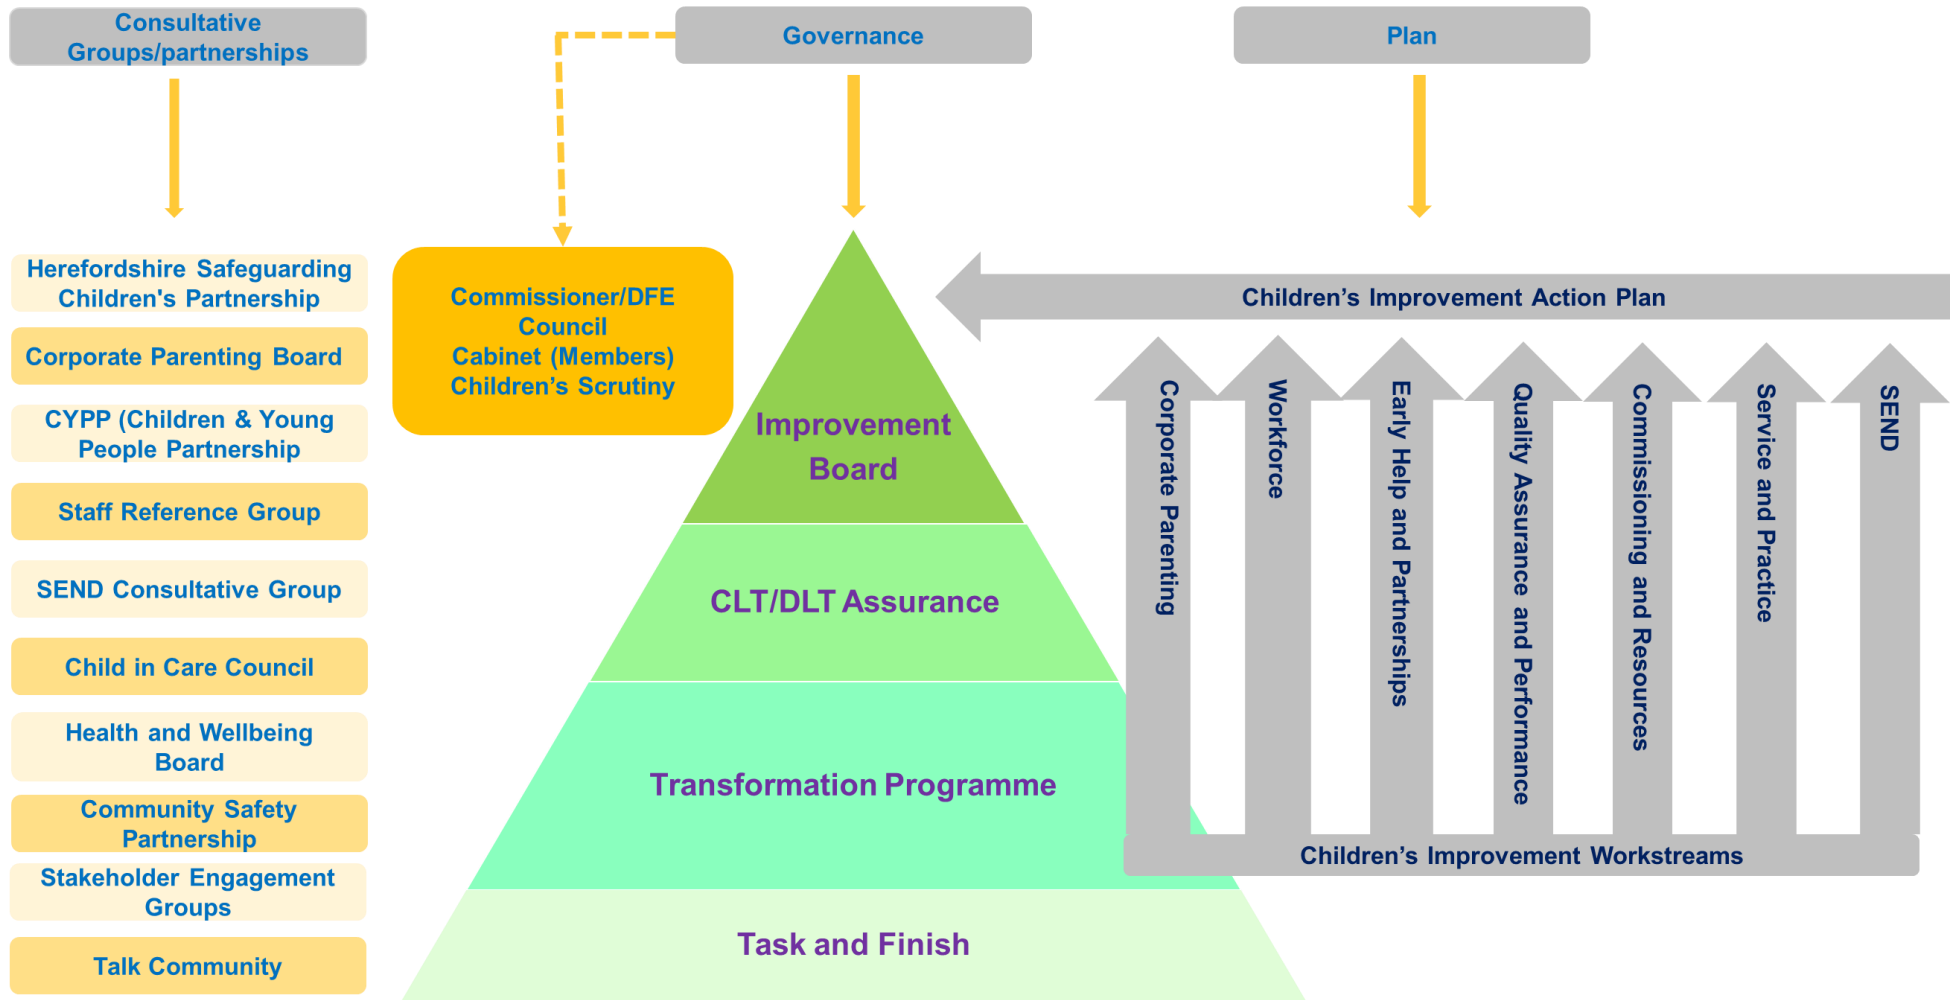 Consultative
Groups/partnerships
Governance
Plan
Herefordshire Safeguarding
Children's Partnership
Corporate Parenting Board
CYPP (Children & Young
People Partnership
Staff Reference Group
SEND Consultative Group
Child in Care Council
Health and Wellbeing
Board
Community Safety
Partnership
Stakeholder Engagement
Groups
Talk Community
Commissioner/DFE
Council
Cabinet (Members)
Children’s Scrutiny
Improvement
Board
CLT/DLT Assurance
Transformation Programme
Task and Finish
Children’s Improvement Action Plan
Corporate Parenting
Workforce
Early Help and Partnerships
Quality Assurance and Performance
Commissioning and Resources
Service and Practice
SEND
Children’s Improvement Workstreams